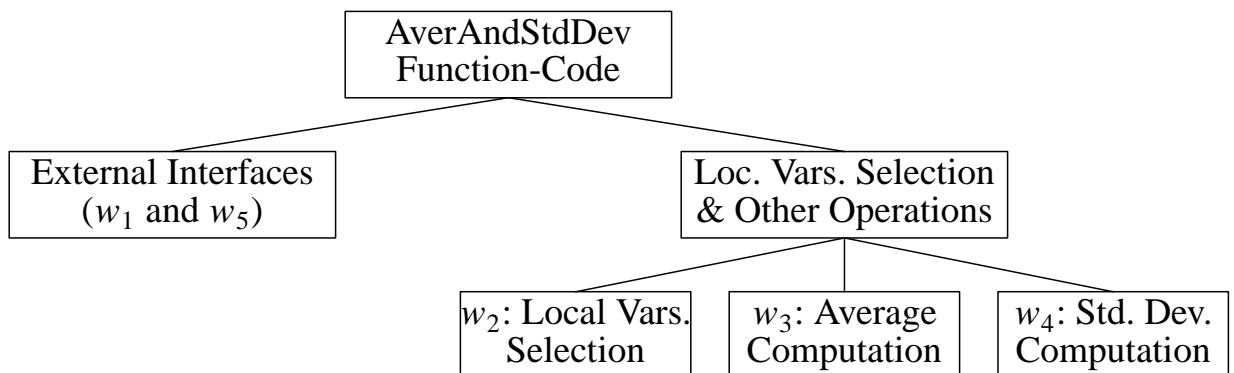 AverAndStdDev
Function-Code
External Interfaces
(w₁ and w₅)
Loc. Vars. Selection
& Other Operations
w₂: Local Vars.
Selection
w₃: Average
Computation
w₄: Std. Dev.
Computation